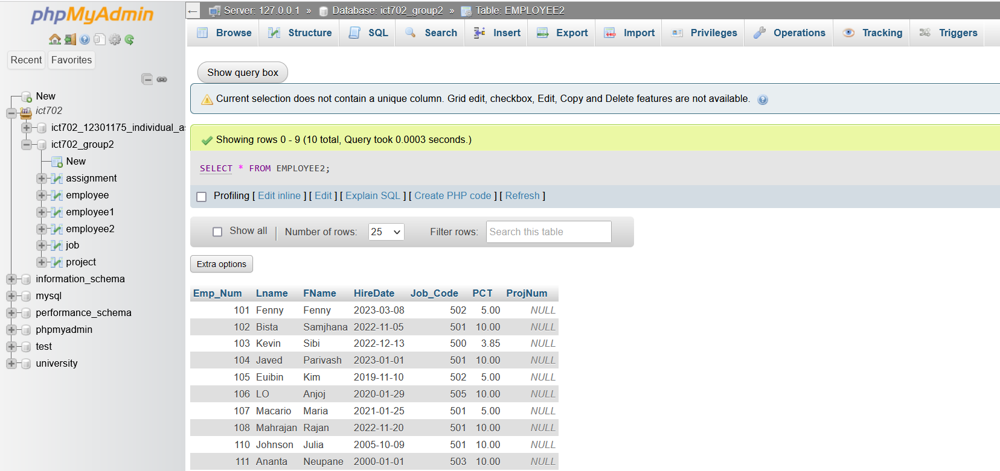 phpMyAdmin
Recent Favorites
New
ict702
ict702_12301175_individual_as
ict702_group2
New
assignment
employee
employee1
employee2
job
project
information_schema
mysql
performance_schema
phpmyadmin
test
university
Server: 127.0.0.1 » Database: ict702_group2 » Table: EMPLOYEE2
Browse Structure SQL Search Insert Export Import Privileges Operations Tracking Triggers
Show query box
Current selection does not contain a unique column. Grid edit, checkbox, Edit, Copy and Delete features are not available.
Showing rows 0 - 9 (10 total, Query took 0.0003 seconds.)
SELECT * FROM EMPLOYEE2;
Profiling [ Edit inline ] [ Edit ] [ Explain SQL ] [ Create PHP code ] [ Refresh ]
Show all | Number of rows: 25 Filter rows: Search this table
Extra options
Emp_Num Lname FName HireDate Job_Code PCT ProjNum
101 Fenny Fenny 2023-03-08 502 5.00 NULL
102 Bista Samjhana 2022-11-05 501 10.00 NULL
103 Kevin Sibi 2022-12-13 500 3.85 NULL
104 Javed Parivash 2023-01-01 501 10.00 NULL
105 Euibin Kim 2019-11-10 502 5.00 NULL
106 LO Anjoj 2020-01-29 505 10.00 NULL
107 Macario Maria 2021-01-25 501 5.00 NULL
108 Mahrajan Rajan 2022-11-20 501 10.00 NULL
110 Johnson Julia 2005-10-09 501 10.00 NULL
111 Ananta Neupane 2000-01-01 503 10.00 NULL